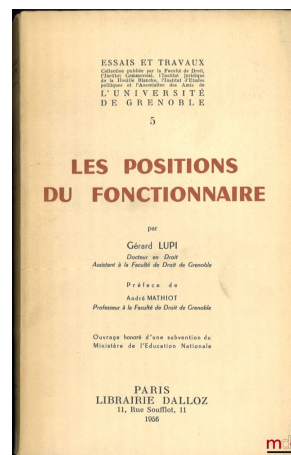 ESSAIS ET TRAVAUX
Collection publiée par la Faculté de Droit,
l'Institut Commercial, l'Institut juridique
de la Houille Blanche, l'Institut d'Etudes
politiques et l'Association des Amis de
L'UNIVERSITÉ
DE GRENOBLE
5
LES POSITIONS
DU FONCTIONNAIRE
par
Gérard LUPI
Docteur en Droit
Assistant à la Faculté de Droit de Grenoble
Préface de
André MATHIOT
Professeur à la Faculté de Droit de Grenoble
Ouvrage honoré d'une subvention du
Ministère de l'Education Nationale
PARIS
LIBRAIRIE DALLOZ
11, Rue Soufflot, 11
1956